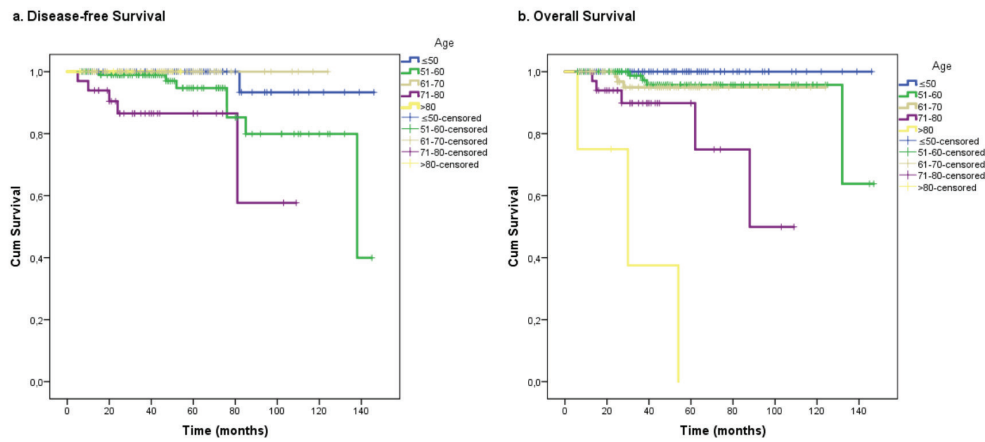 a. Disease-free Survival
Age
≤50
51-60
61-70
71-80
>80
≤50-censored
51-60-censored
61-70-censored
71-80-censored
>80-censored
1,0
0,8
0,6
0,4
0,2
0,0
Cum Survival
0 20 40 60 80 100 120 140
Time (months)
b. Overall Survival
Age
≤50
51-60
61-70
71-80
>80
≤50-censored
51-60-censored
61-70-censored
71-80-censored
>80-censored
1,0
0,8
0,6
0,4
0,2
0,0
Cum Survival
0 20 40 60 80 100 120 140
Time (months)